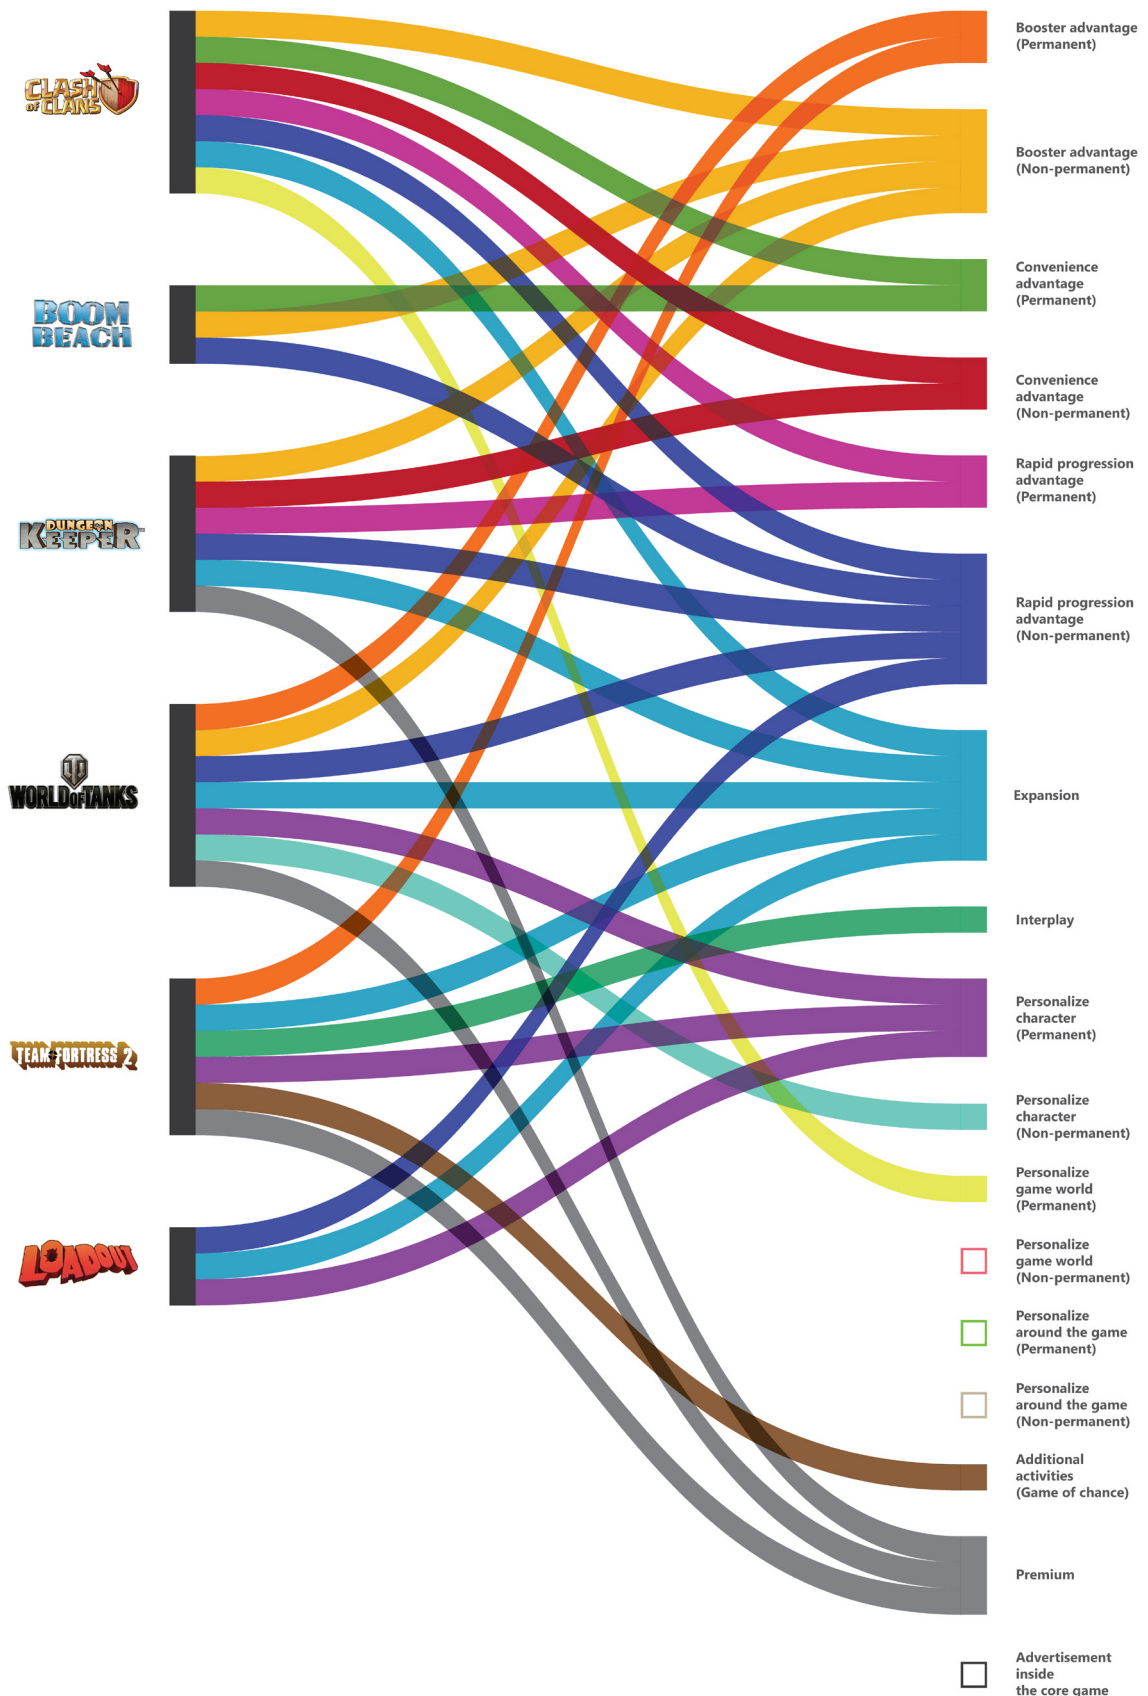 CLASH
OF CLANS
BOOM
BEACH
DUNGEON
KEEPER™
WORLD OF TANKS
TEAM FORTRESS 2
LOADOUT
Booster advantage
(Permanent)
Booster advantage
(Non-permanent)
Convenience
advantage
(Permanent)
Convenience
advantage
(Non-permanent)
Rapid progression
advantage
(Permanent)
Rapid progression
advantage
(Non-permanent)
Expansion
Interplay
Personalize
character
(Permanent)
Personalize
character
(Non-permanent)
Personalize
game world
(Permanent)
Personalize
game world
(Non-permanent)
Personalize
around the game
(Permanent)
Personalize
around the game
(Non-permanent)
Additional
activities
(Game of chance)
Premium
Advertisement
inside
the core game